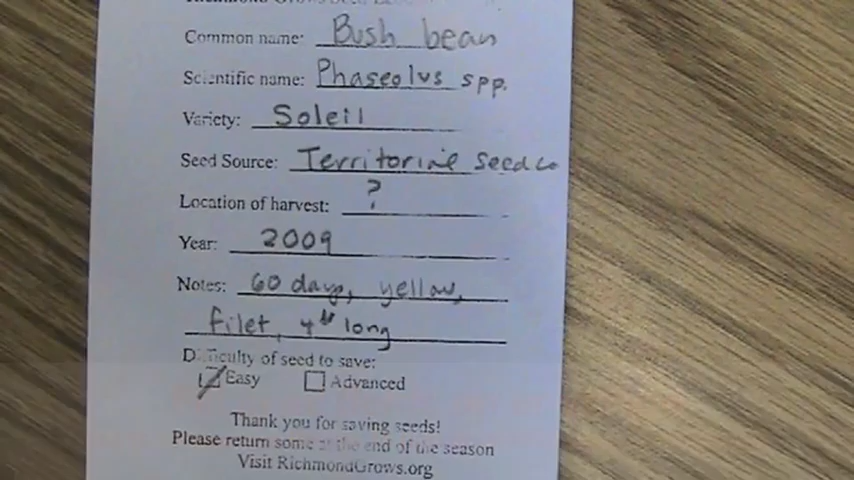 Common name: Bush bean
Scientific name: Phaseolus spp.
Variety: Soleil
Seed Source: Territorial Seed Co
Location of harvest: ?
Year: 2009
Notes: 60 days, yellow,
filet, 4" long
Difficulty of seed to save:
Easy Advanced
Thank you for saving seeds!
Please return some at the end of the season
Visit RichmondGrows.org